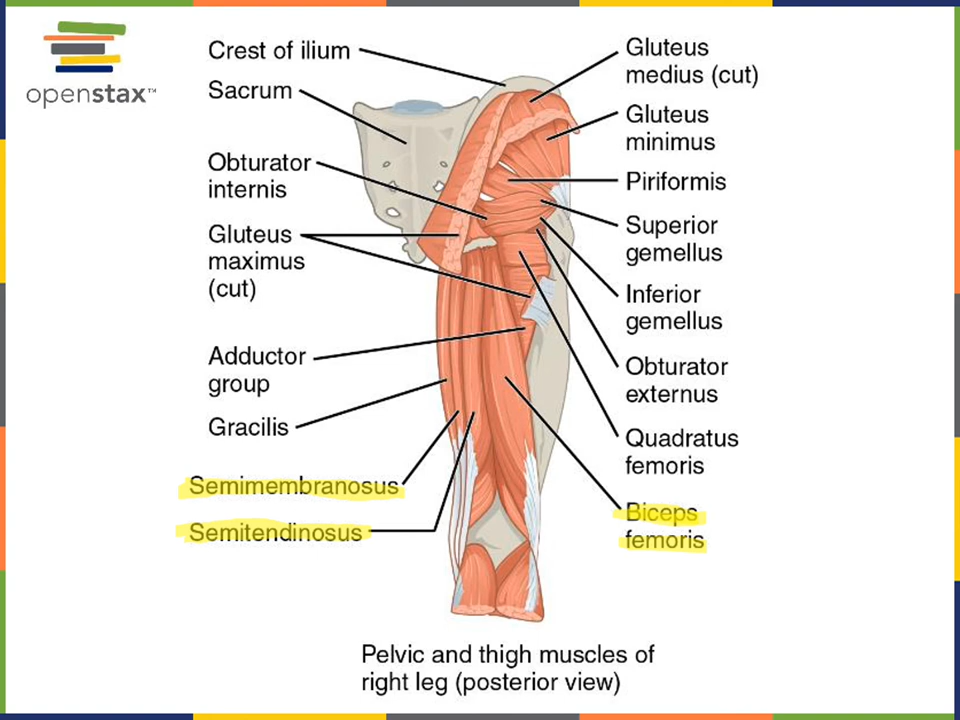 openstax™
Crest of ilium
Sacrum
Obturator
internis
Gluteus
maximus
(cut)
Adductor
group
Gracilis
Semimembranosus
Semitendinosus
Gluteus
medius (cut)
Gluteus
minimus
Piriformis
Superior
gemellus
Inferior
gemellus
Obturator
externus
Quadratus
femoris
Biceps
femoris
Pelvic and thigh muscles of
right leg (posterior view)